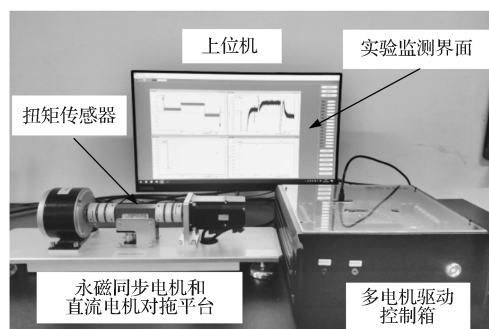 上位机
实验监测界面
扭矩传感器
永磁同步电机和
直流电机对拖平台
多电机驱动
控制箱